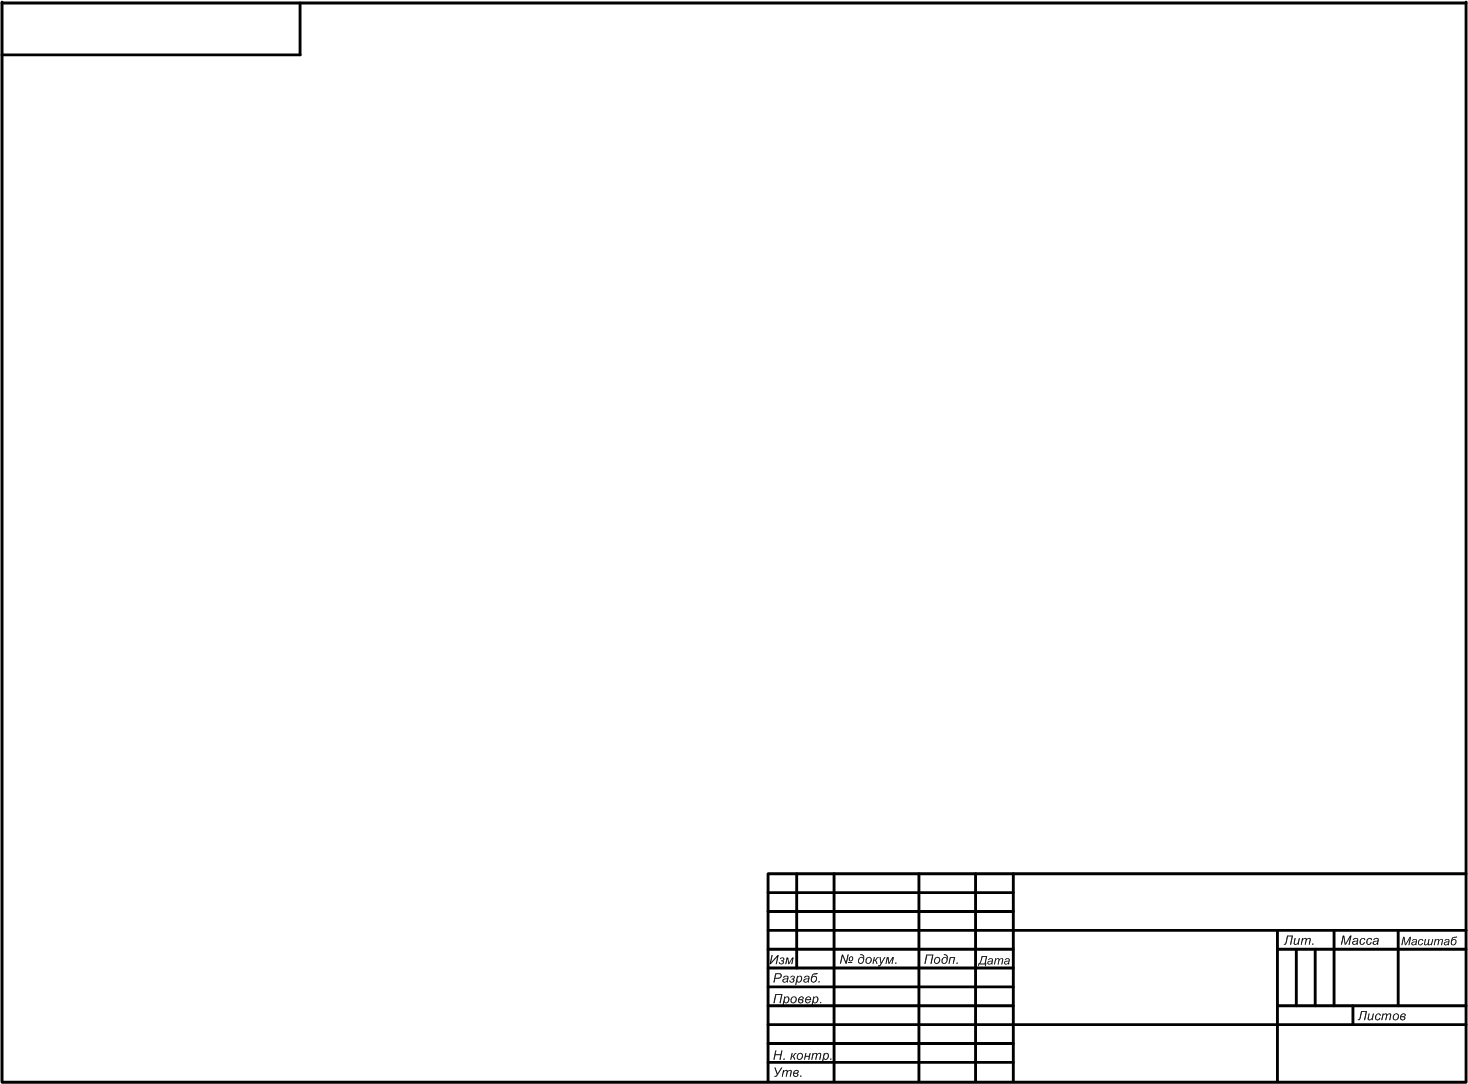 Лит. Масса Масштаб
Изм № докум. Подп. Дата
Разраб.
Провер.
Листов
Н. контр.
Утв.